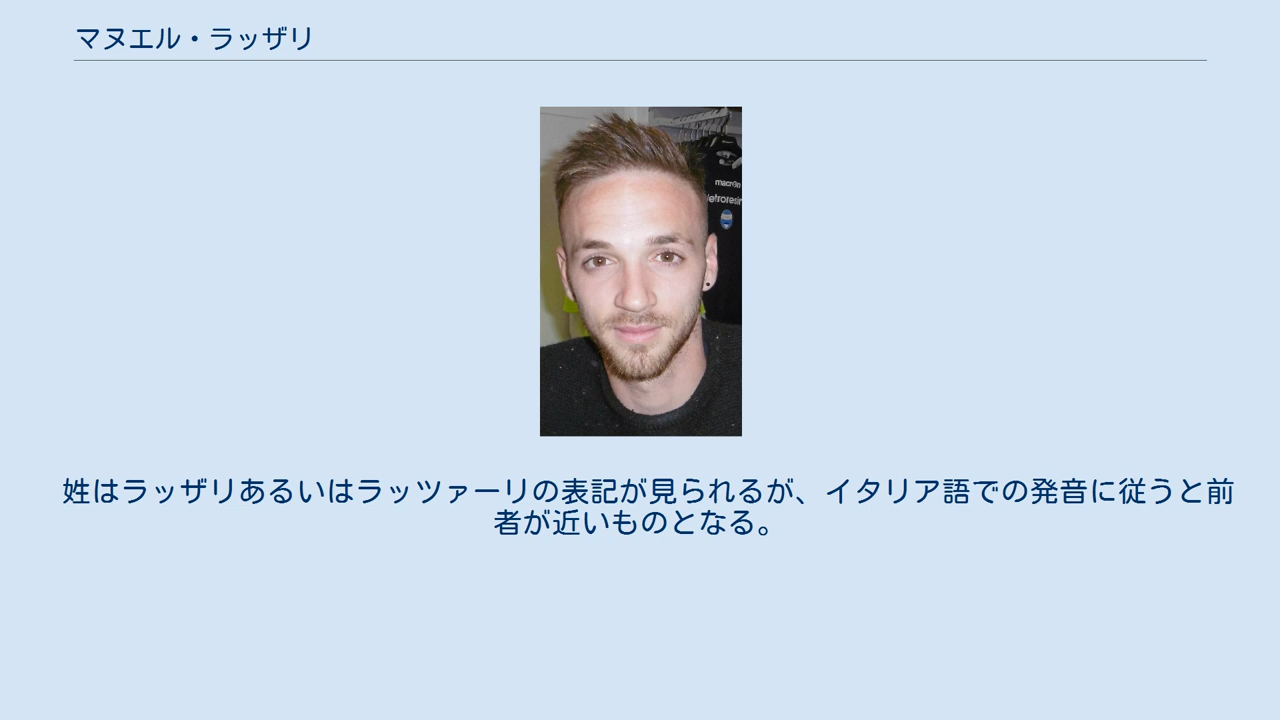 マヌエル・ラッザリ
macron
姓はラッザリあるいはラッツァーリの表記が見られるが、イタリア語での発音に従うと前
者が近いものとなる。